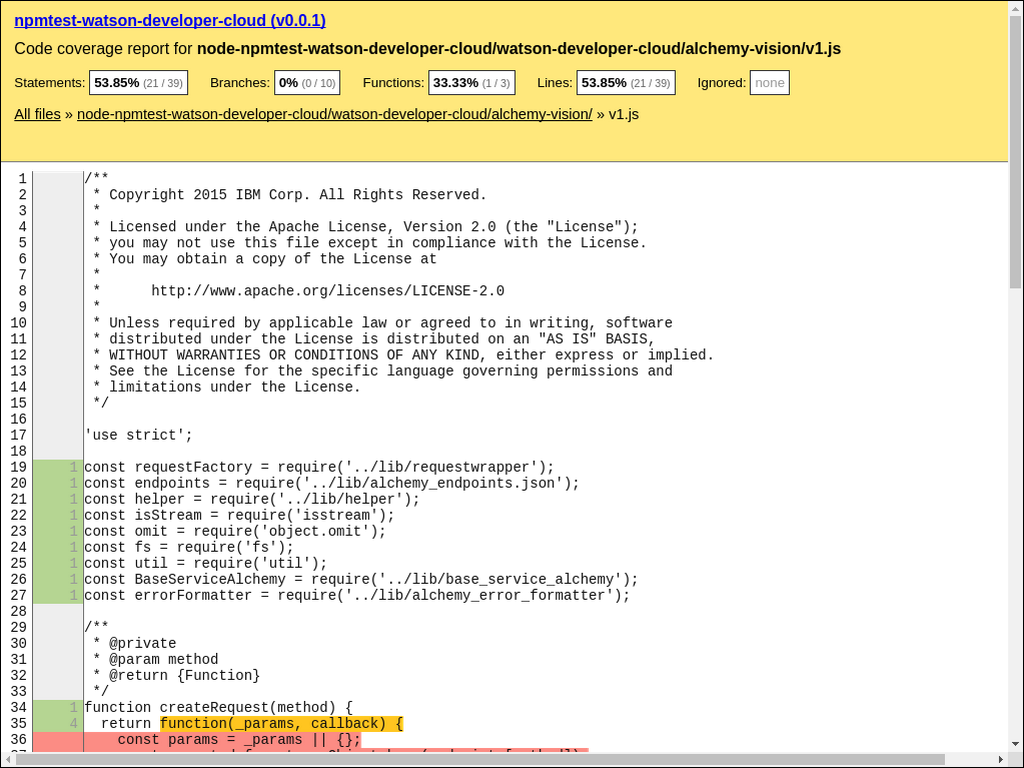 npmtest-watson-developer-cloud (v0.0.1)
Code coverage report for node-npmtest-watson-developer-cloud/watson-developer-cloud/alchemy-vision/v1.js
Statements: 53.85% (21 / 39) Branches: 0% (0 / 10) Functions: 33.33% (1 / 3) Lines: 53.85% (21 / 39) Ignored: none
All files » node-npmtest-watson-developer-cloud/watson-developer-cloud/alchemy-vision/ » v1.js
1 /**
2 * Copyright 2015 IBM Corp. All Rights Reserved.
3 *
4 * Licensed under the Apache License, Version 2.0 (the "License");
5 * you may not use this file except in compliance with the License.
6 * You may obtain a copy of the License at
7 *
8 * http://www.apache.org/licenses/LICENSE-2.0
9 *
10 * Unless required by applicable law or agreed to in writing, software
11 * distributed under the License is distributed on an "AS IS" BASIS,
12 * WITHOUT WARRANTIES OR CONDITIONS OF ANY KIND, either express or implied.
13 * See the License for the specific language governing permissions and
14 * limitations under the License.
15 */
16
17 'use strict';
18
19 1 const requestFactory = require('../lib/requestwrapper');
20 1 const endpoints = require('../lib/alchemy_endpoints.json');
21 1 const helper = require('../lib/helper');
22 1 const isStream = require('isstream');
23 1 const omit = require('object.omit');
24 1 const fs = require('fs');
25 1 const util = require('util');
26 1 const BaseServiceAlchemy = require('../lib/base_service_alchemy');
27 1 const errorFormatter = require('../lib/alchemy_error_formatter');
28
29 /**
30 * @private
31 * @param method
32 * @return {Function}
33 */
34 1 function createRequest(method) {
35 4 return function(_params, callback) {
36 const params = _params || {};